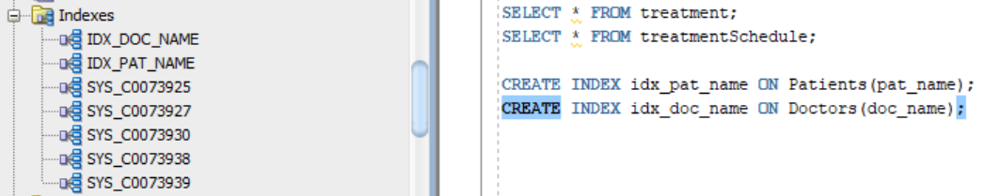 Indexes
IDX_DOC_NAME
IDX_PAT_NAME
SYS_C0073925
SYS_C0073927
SYS_C0073930
SYS_C0073938
SYS_C0073939
SELECT * FROM treatment;
SELECT * FROM treatmentSchedule;
CREATE INDEX idx_pat_name ON Patients(pat_name);
CREATE INDEX idx_doc_name ON Doctors(doc_name);